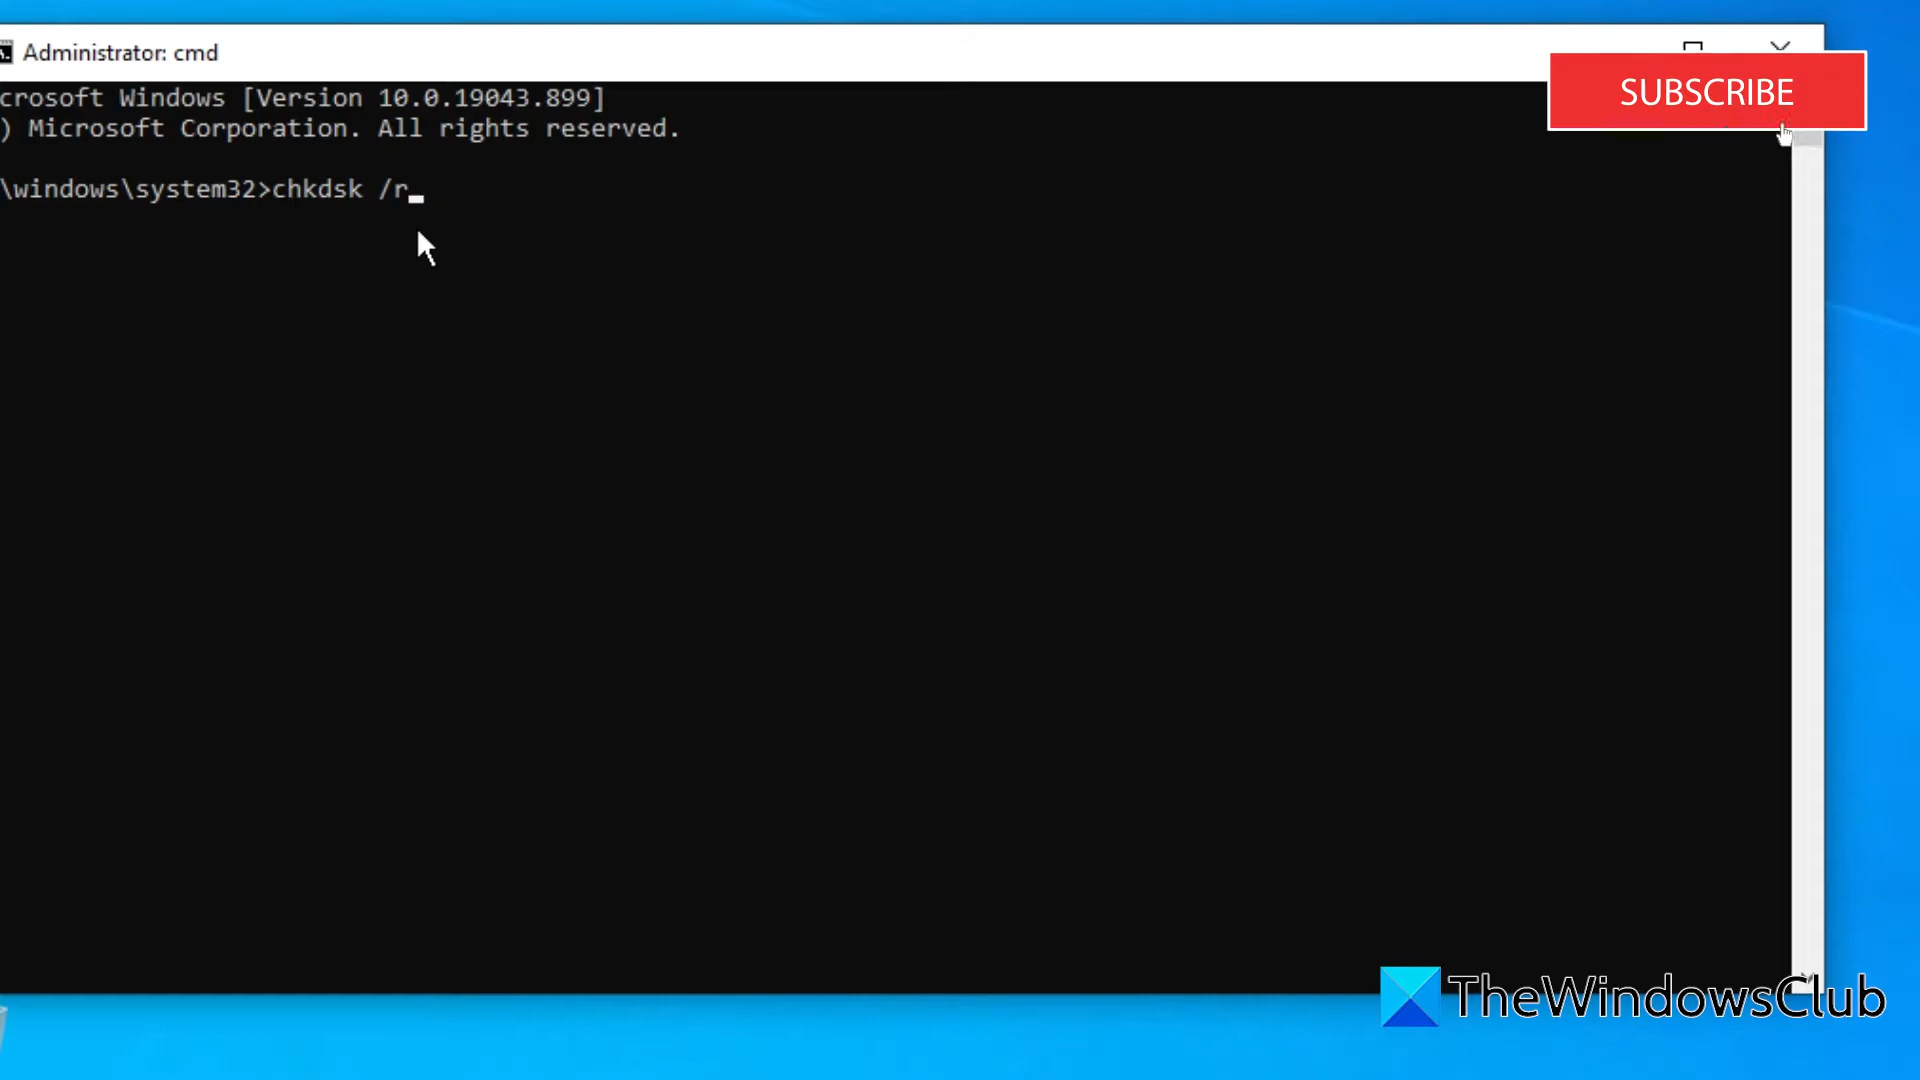 Administrator: cmd
SUBSCRIBE
crosoft Windows [Version 10.0.19043.899]
) Microsoft Corporation. All rights reserved.
\windows\system32>chkdsk /r
TheWindowsClub